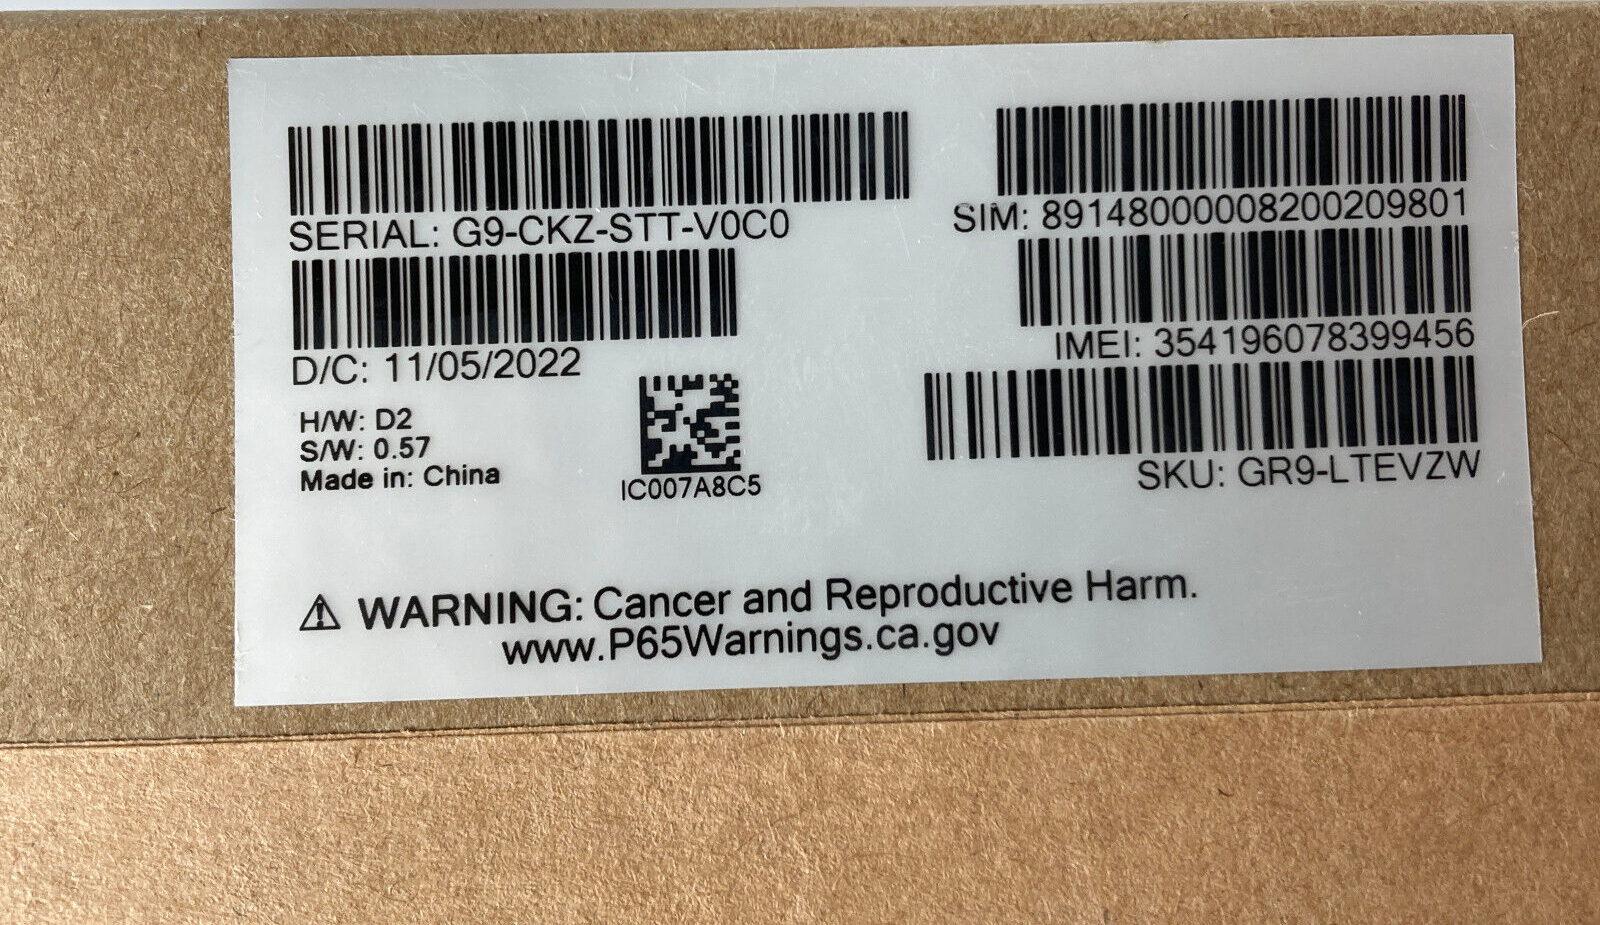 SERIAL: G9-CKZ-STT-V0C0
D/C: 11/05/2022
H/W: D2
S/W: 0.57
Made in: China
IC007A8C5
SIM: 89148000008200209801
IMEI: 354196078399456
SKU: GR9-LTEVZW
⚠ WARNING: Cancer and Reproductive Harm.
www.P65Warnings.ca.gov